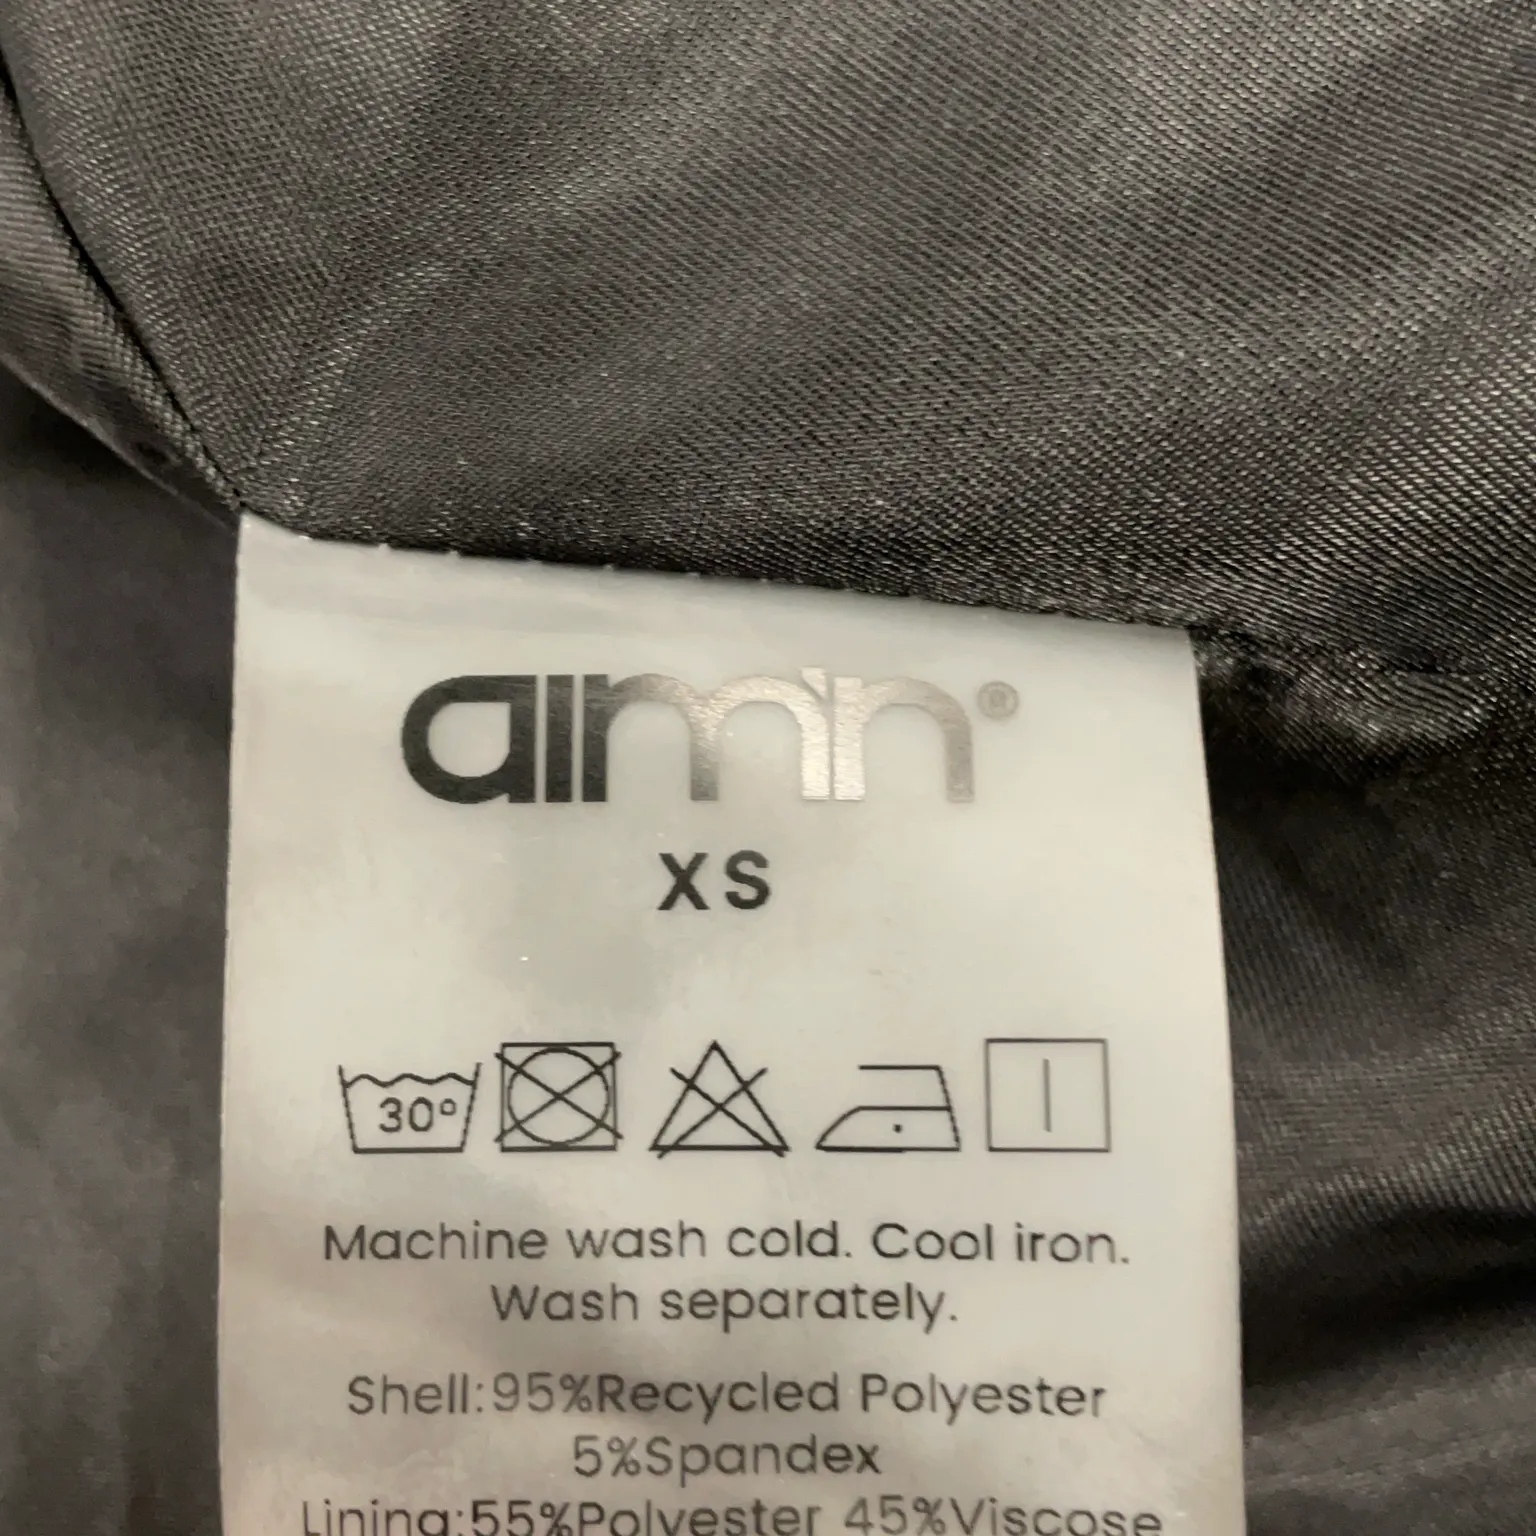 aim'n®
XS
30°
Machine wash cold. Cool iron.
Wash separately.
Shell:95%Recycled Polyester
5%Spandex
Lining:55%Polyester 45%Viscose